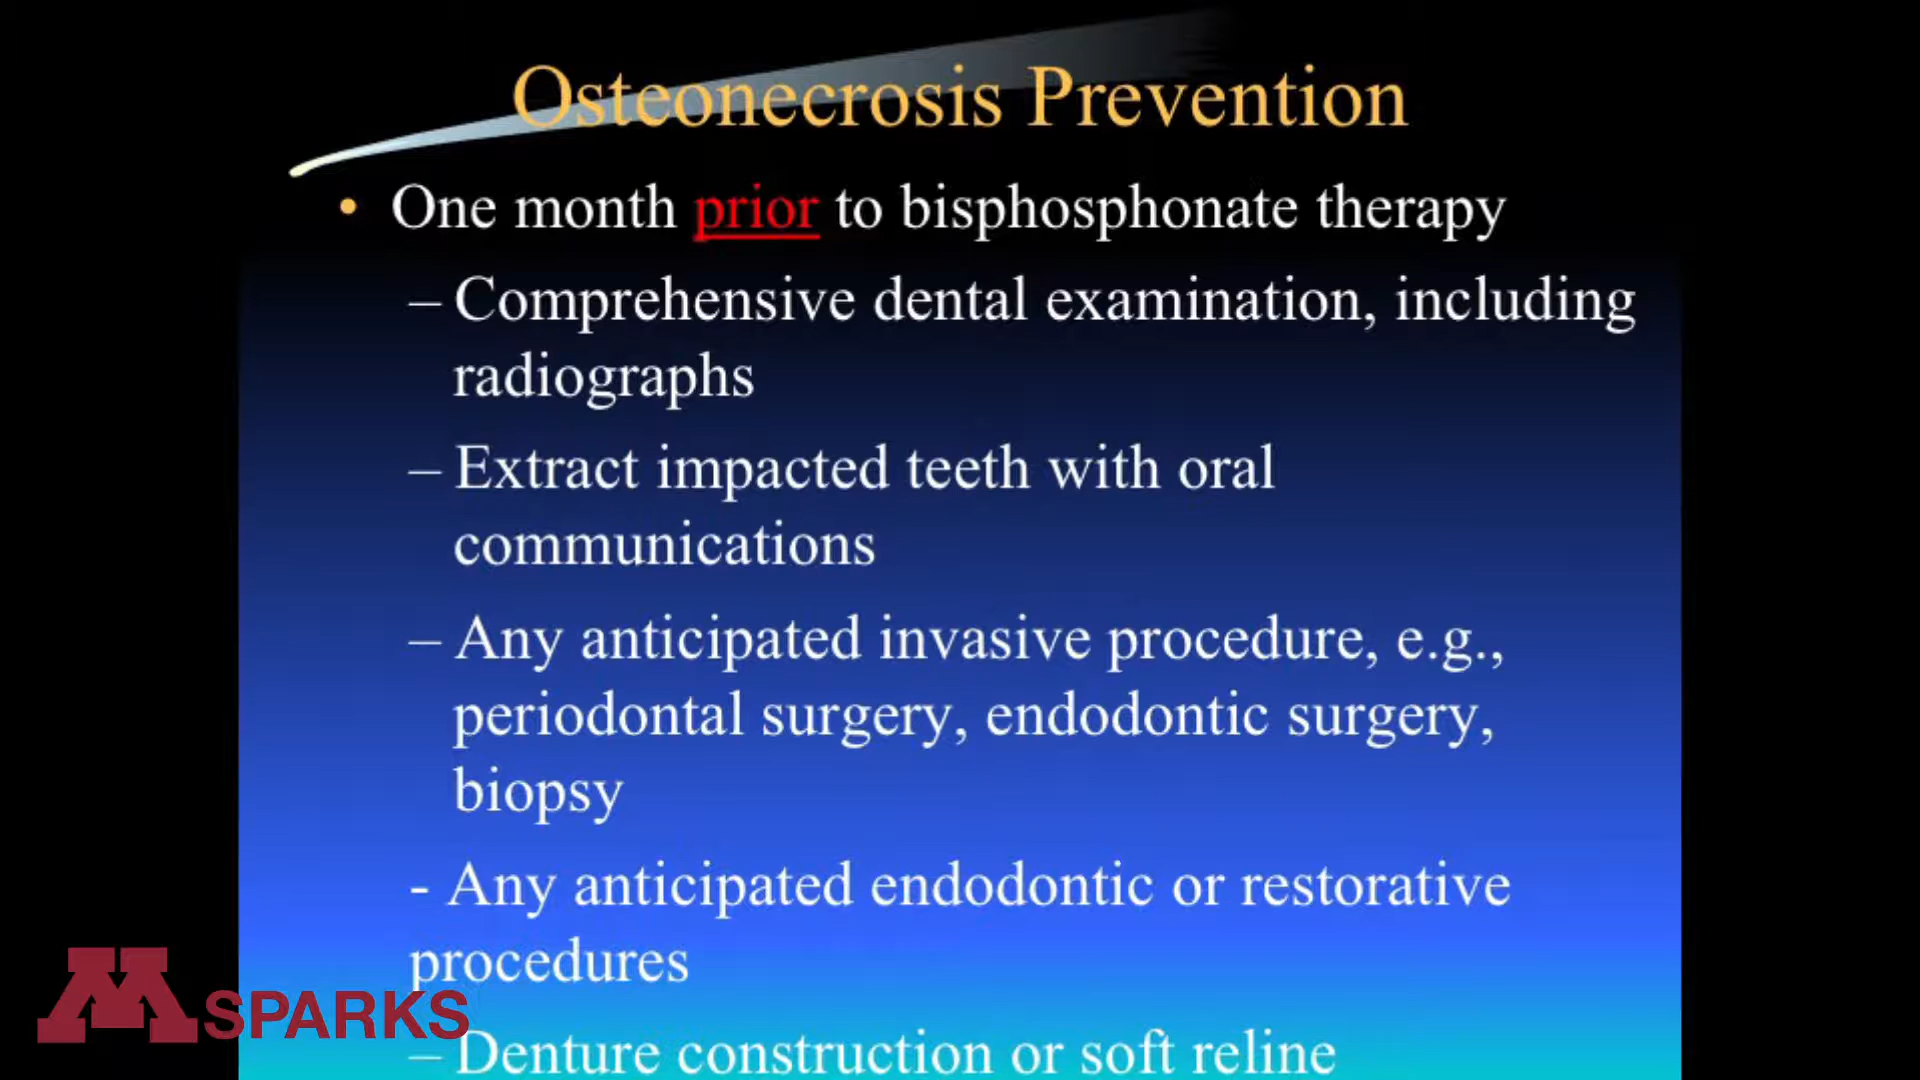 Osteonecrosis Prevention
• One month prior to bisphosphonate therapy
– Comprehensive dental examination, including
radiographs
– Extract impacted teeth with oral
communications
– Any anticipated invasive procedure, e.g.,
periodontal surgery, endodontic surgery,
biopsy
- Any anticipated endodontic or restorative
procedures
– Denture construction or soft reline
M SPARKS